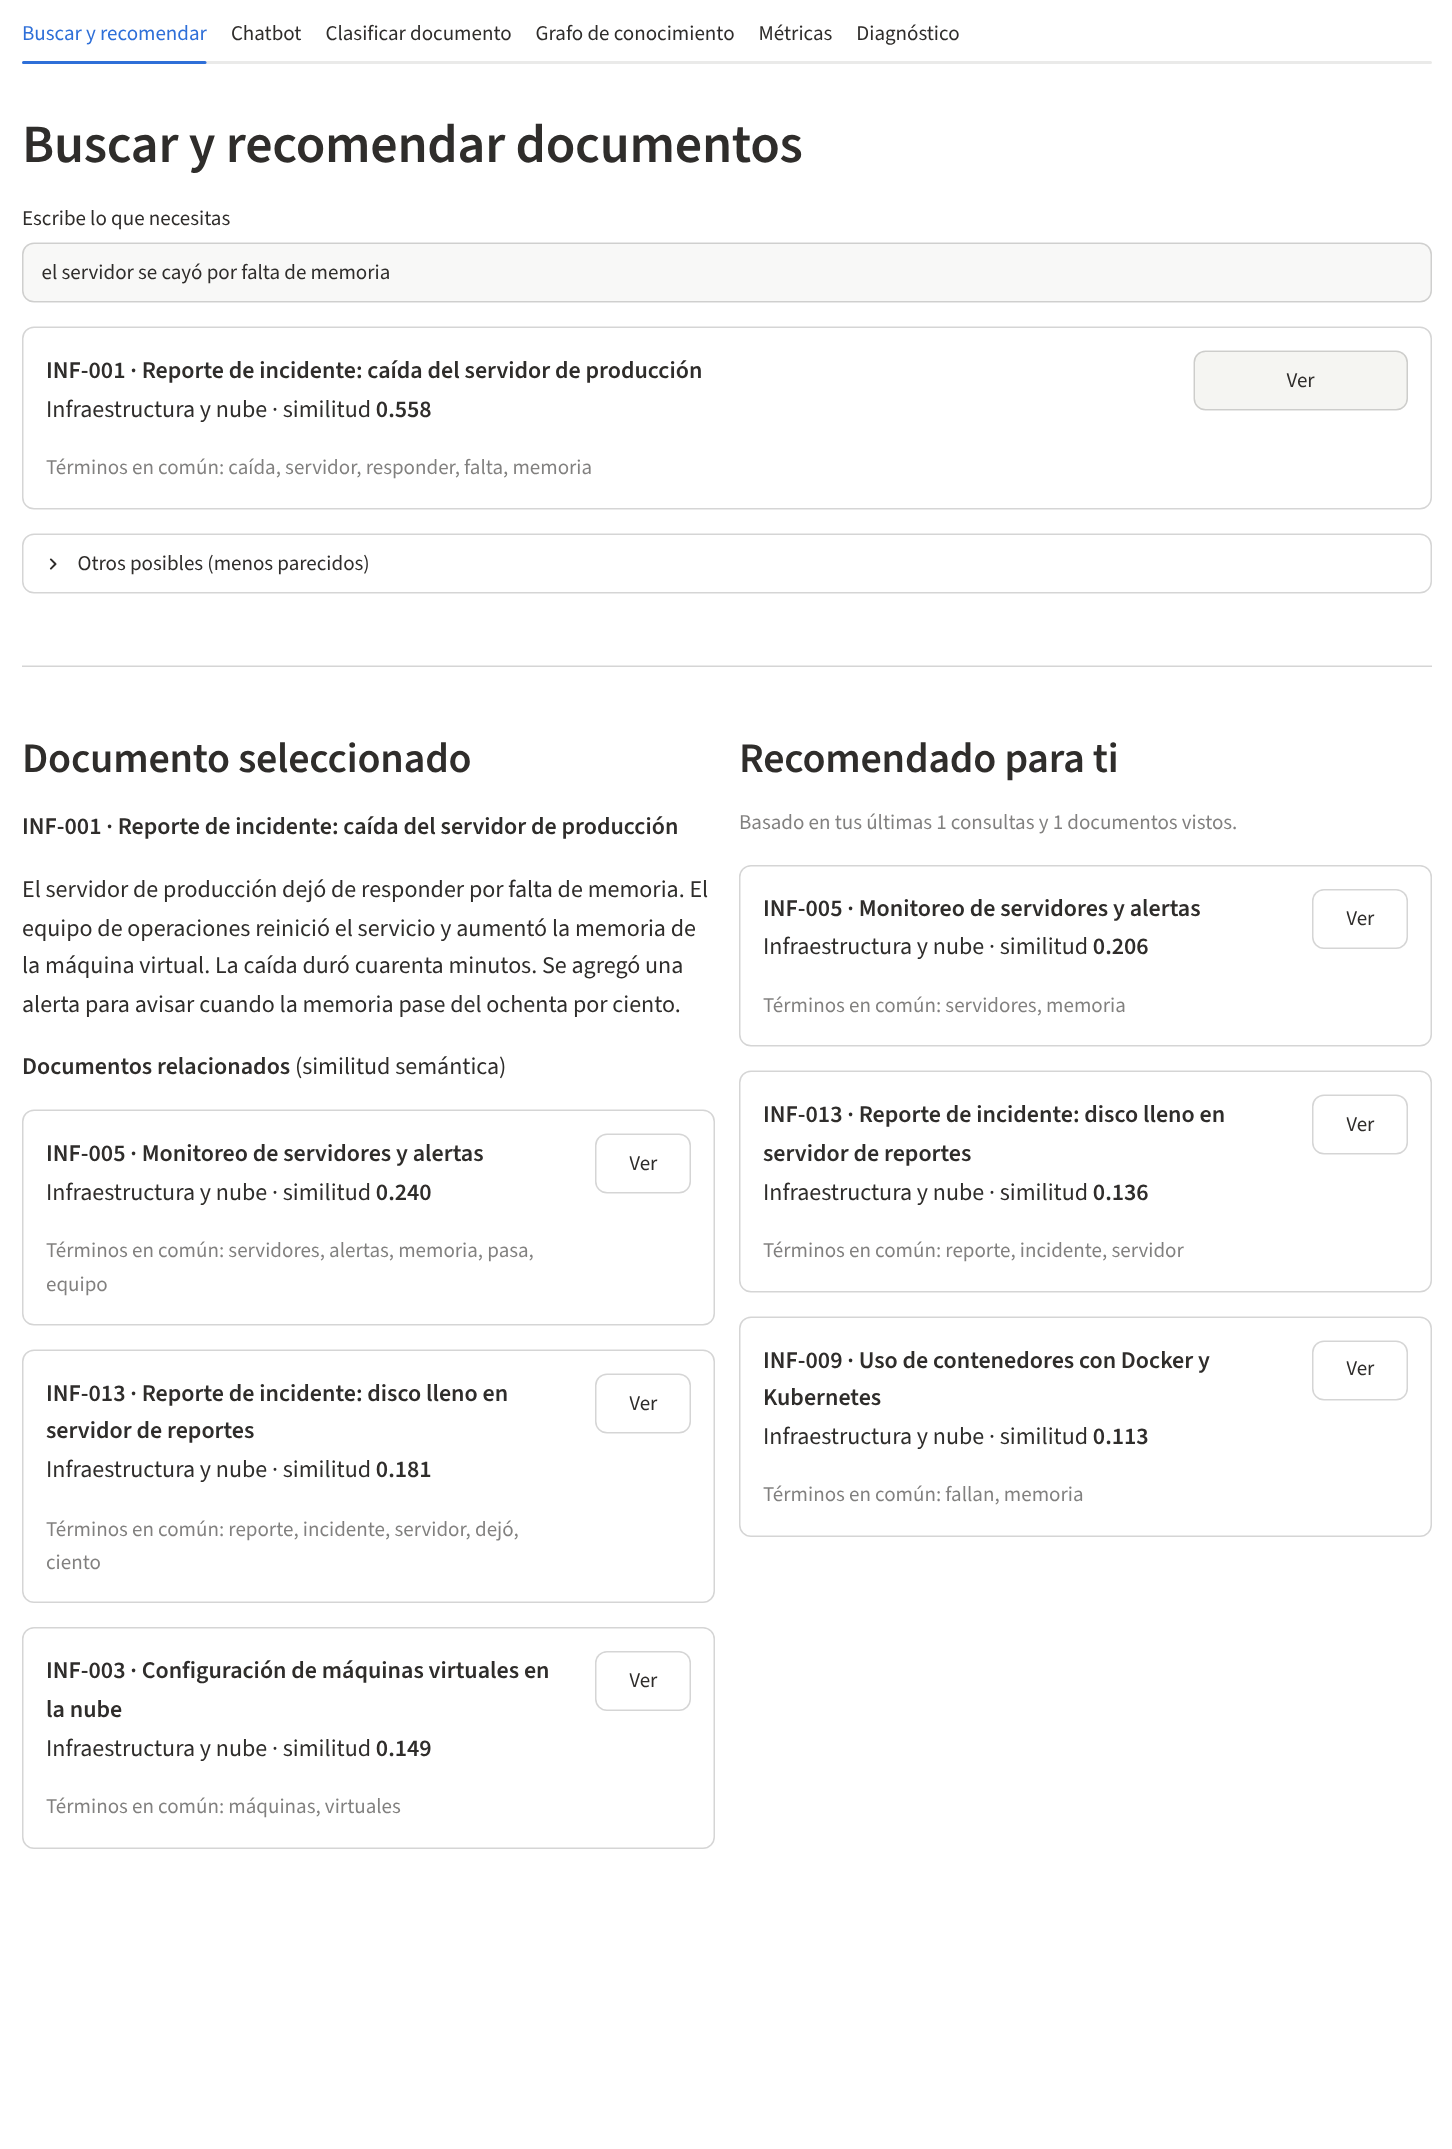 Buscar y recomendar
Chatbot
Clasificar documento
Grafo de conocimiento
Métricas
Diagnóstico
Buscar y recomendar documentos
Escribe lo que necesitas
el servidor se cayó por falta de memoria
INF-001 · Reporte de incidente: caída del servidor de producción
Infraestructura y nube · similitud 0.558
Términos en común: caída, servidor, responder, falta, memoria
Ver
Otros posibles (menos parecidos)
Documento seleccionado
INF-001 · Reporte de incidente: caída del servidor de producción
El servidor de producción dejó de responder por falta de memoria. El
equipo de operaciones reinició el servicio y aumentó la memoria de
la máquina virtual. La caída duró cuarenta minutos. Se agregó una
alerta para avisar cuando la memoria pase del ochenta por ciento.
Documentos relacionados (similitud semántica)
INF-005 · Monitoreo de servidores y alertas
Infraestructura y nube · similitud 0.240
Términos en común: servidores, alertas, memoria, pasa,
equipo
Ver
INF-013 · Reporte de incidente: disco lleno en
servidor de reportes
Infraestructura y nube · similitud 0.181
Términos en común: reporte, incidente, servidor, dejó,
ciento
Ver
INF-003 · Configuración de máquinas virtuales en
la nube
Infraestructura y nube · similitud 0.149
Términos en común: máquinas, virtuales
Ver
Recomendado para ti
Basado en tus últimas 1 consultas y 1 documentos vistos.
INF-005 · Monitoreo de servidores y alertas
Infraestructura y nube · similitud 0.206
Términos en común: servidores, memoria
Ver
INF-013 · Reporte de incidente: disco lleno en
servidor de reportes
Infraestructura y nube · similitud 0.136
Términos en común: reporte, incidente, servidor
Ver
INF-009 · Uso de contenedores con Docker y
Kubernetes
Infraestructura y nube · similitud 0.113
Términos en común: fallan, memoria
Ver